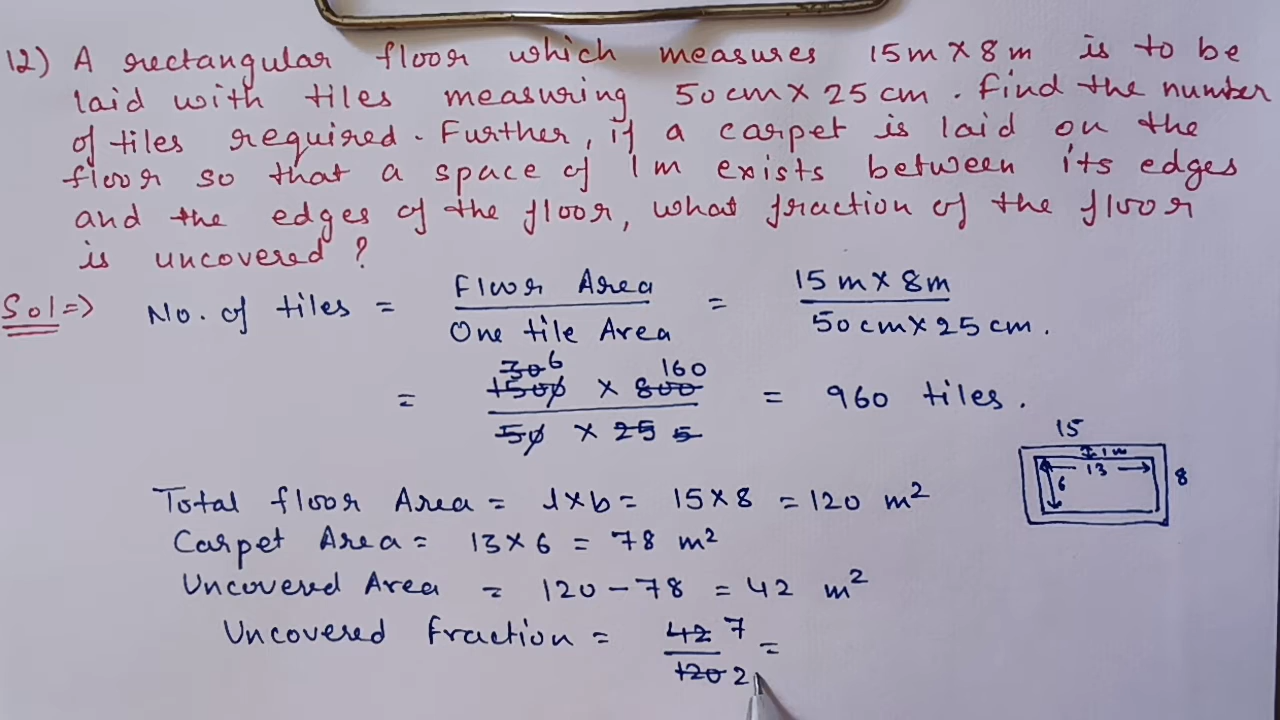 12) A rectangular floor which measures 15m X 8m is to be
laid with tiles measuring 50cm X 25cm. Find the number
of tiles required. Further, if a carpet is laid on the
floor so that a space of 1m exists between its edges
and the edges of the floor, what fraction of the floor
is uncovered?
Sol=> No. of tiles = Floor Area / One tile Area = 15m X 8m / 50cm X 25cm.
30 6 160
= 1500 X 800 / 50 X 25 5 = 960 tiles.
15
1m
13
6
8
Total floor Area = l×b = 15×8 = 120 m²
Carpet Area = 13×6 = 78 m²
Uncovered Area = 120-78 = 42 m²
Uncovered fraction = 42 7 / 120 2 =